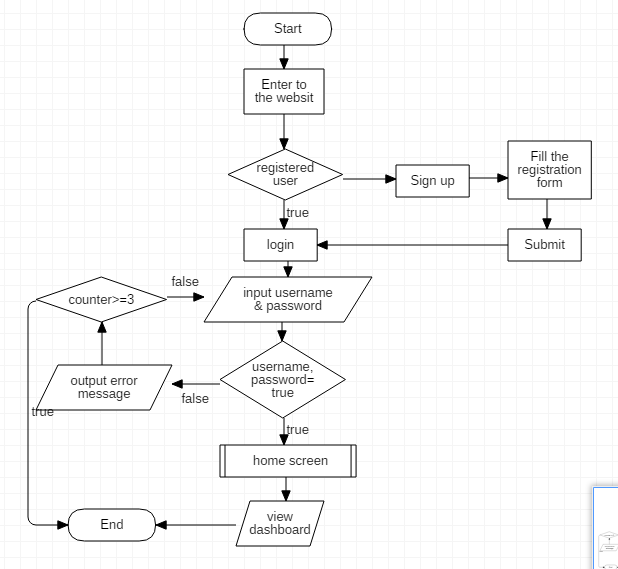 Start
Enter to
the websit
registered
user
Sign up
Fill the
registration
form
true
login
Submit
false
counter>=3
input username
& password
username,
password=
true
output error
message
false
true
true
home screen
view
dashboard
End